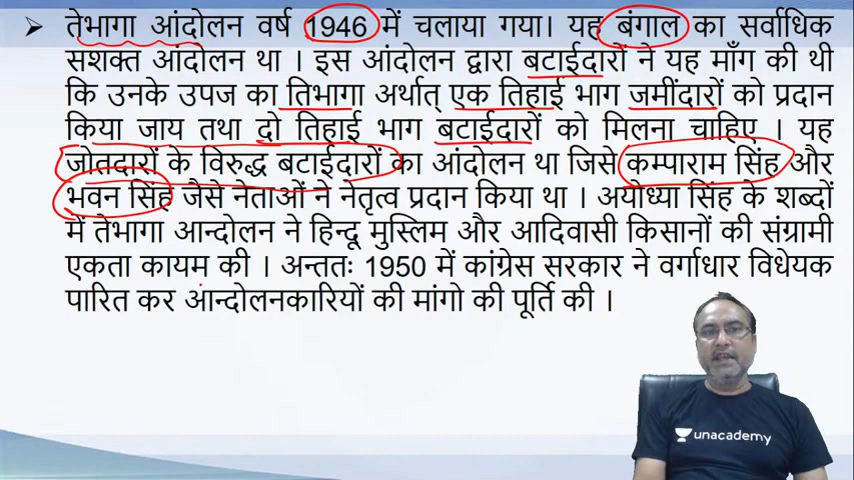 ➢ तेभागा आंदोलन वर्ष 1946 में चलाया गया। यह बंगाल का सर्वाधिक
सशक्त आंदोलन था । इस आंदोलन द्वारा बटाईदारों ने यह माँग की थी
कि उनके उपज का तिभागा अर्थात् एक तिहाई भाग जमींदारों को प्रदान
किया जाय तथा दो तिहाई भाग बटाईदारों को मिलना चाहिए । यह
जोतदारों के विरुद्ध बटाईदारों का आंदोलन था जिसे कम्पाराम सिंह और
भवन सिंह जैसे नेताओं ने नेतृत्व प्रदान किया था । अयोध्या सिंह के शब्दों
में तेभागा आन्दोलन ने हिन्दू मुस्लिम और आदिवासी किसानों की संग्रामी
एकता कायम की । अन्ततः 1950 में कांग्रेस सरकार ने वर्गाधार विधेयक
पारित कर आन्दोलनकारियों की मांगो की पूर्ति की ।
unacademy